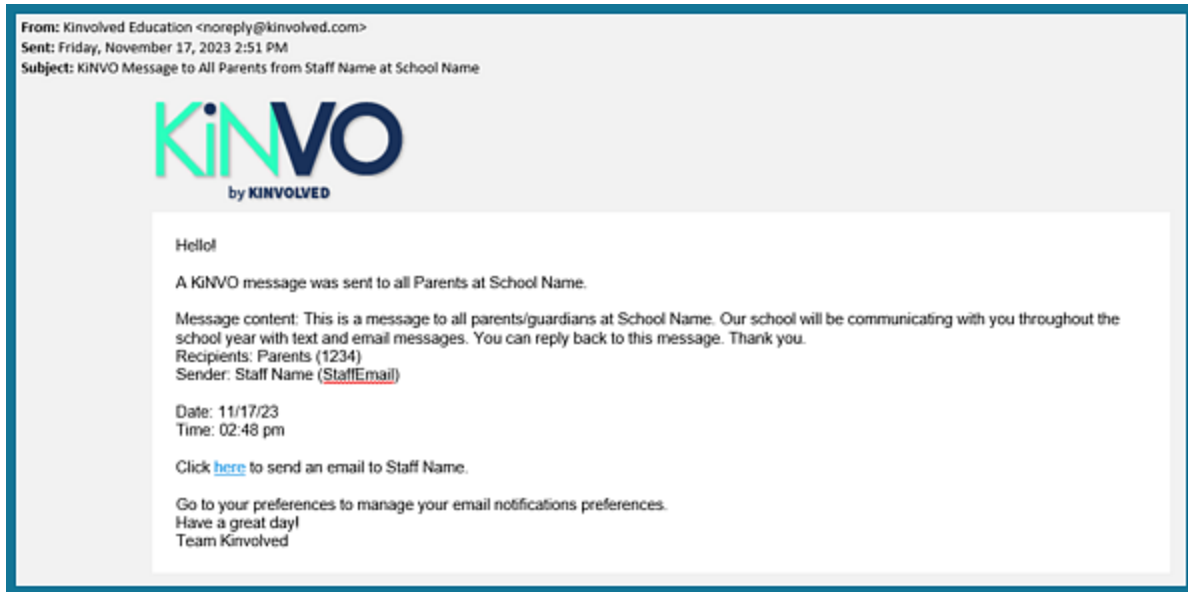 From: Kinvolved Education <noreply@kinvolved.com>
Sent: Friday, November 17, 2023 2:51 PM
Subject: KiNVO Message to All Parents from Staff Name at School Name
KiNVO
by KINVOLVED
Hello!
A KiNVO message was sent to all Parents at School Name.
Message content: This is a message to all parents/guardians at School Name. Our school will be communicating with you throughout the
school year with text and email messages. You can reply back to this message. Thank you.
Recipients: Parents (1234)
Sender: Staff Name (StaffEmail)
Date: 11/17/23
Time: 02:48 pm
Click here to send an email to Staff Name.
Go to your preferences to manage your email notifications preferences.
Have a great day!
Team Kinvolved